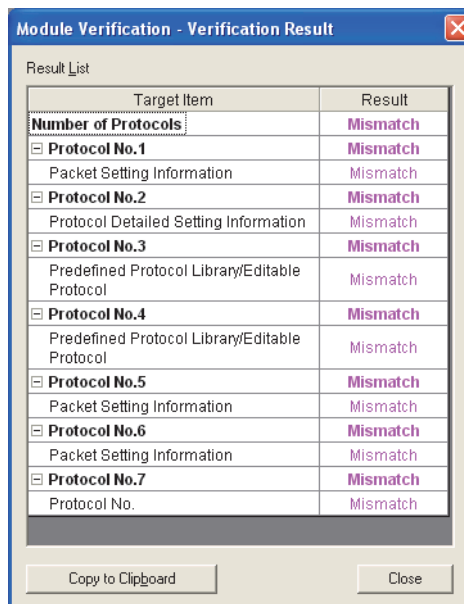 Module Verification - Verification Result
Result List
Target Item Result
Number of Protocols Mismatch
Protocol No.1 Mismatch
Packet Setting Information Mismatch
Protocol No.2 Mismatch
Protocol Detailed Setting Information Mismatch
Protocol No.3 Mismatch
Predefined Protocol Library/Editable
Protocol Mismatch
Protocol No.4 Mismatch
Predefined Protocol Library/Editable
Protocol Mismatch
Protocol No.5 Mismatch
Packet Setting Information Mismatch
Protocol No.6 Mismatch
Packet Setting Information Mismatch
Protocol No.7 Mismatch
Protocol No. Mismatch
Copy to Clipboard Close